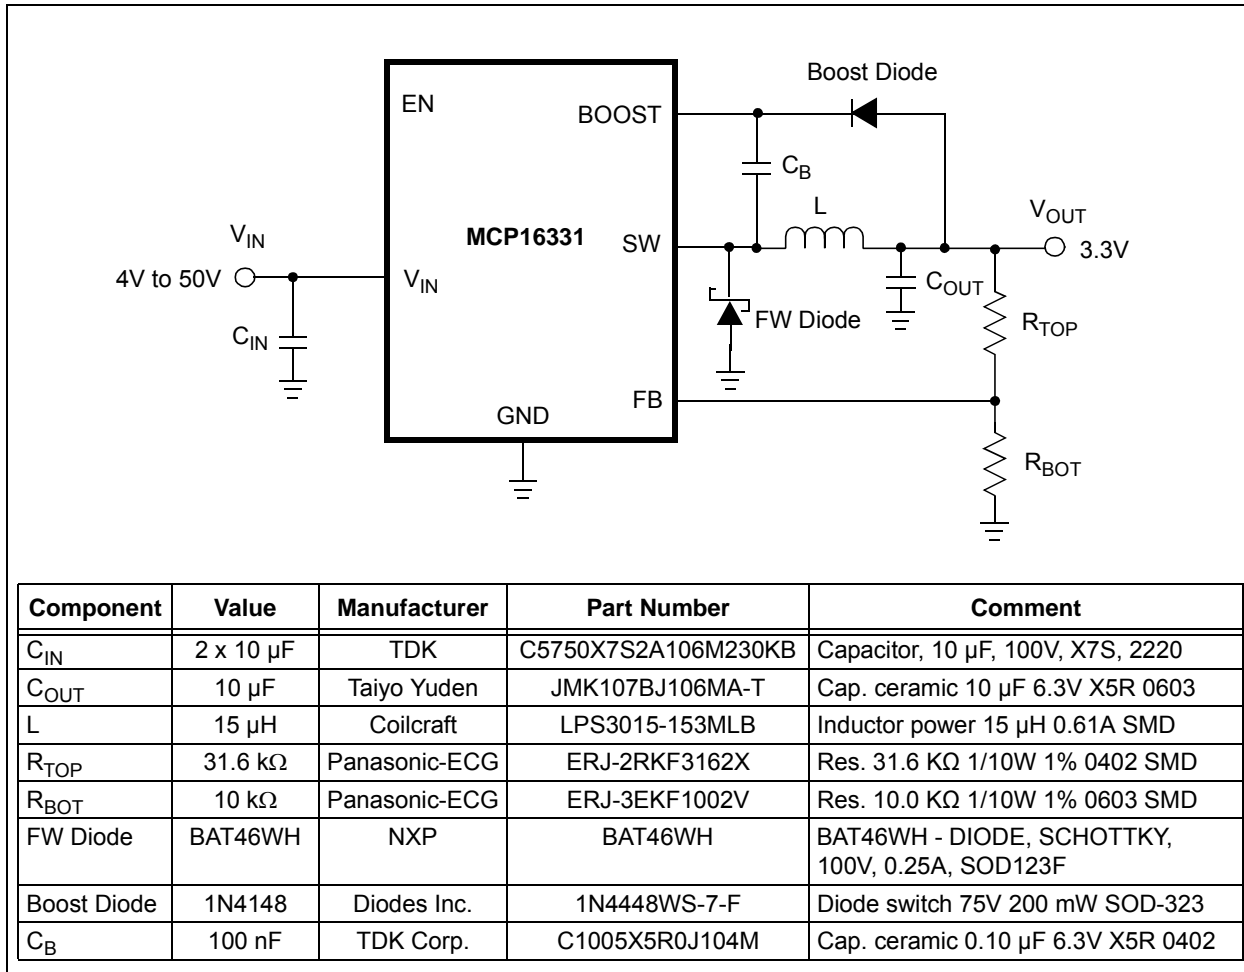 Boost Diode
EN
BOOST
C_B
L
V_OUT
V_IN
MCP16331
SW
3.3V
4V to 50V
V_IN
C_OUT
C_IN
FW Diode
R_TOP
FB
GND
R_BOT
Component Value Manufacturer Part Number Comment
C_IN 2 x 10 µF TDK C5750X7S2A106M230KB Capacitor, 10 µF, 100V, X7S, 2220
C_OUT 10 µF Taiyo Yuden JMK107BJ106MA-T Cap. ceramic 10 µF 6.3V X5R 0603
L 15 µH Coilcraft LPS3015-153MLB Inductor power 15 µH 0.61A SMD
R_TOP 31.6 kΩ Panasonic-ECG ERJ-2RKF3162X Res. 31.6 KΩ 1/10W 1% 0402 SMD
R_BOT 10 kΩ Panasonic-ECG ERJ-3EKF1002V Res. 10.0 KΩ 1/10W 1% 0603 SMD
FW Diode BAT46WH NXP BAT46WH BAT46WH - DIODE, SCHOTTKY,
100V, 0.25A, SOD123F
Boost Diode 1N4148 Diodes Inc. 1N4448WS-7-F Diode switch 75V 200 mW SOD-323
C_B 100 nF TDK Corp. C1005X5R0J104M Cap. ceramic 0.10 µF 6.3V X5R 0402